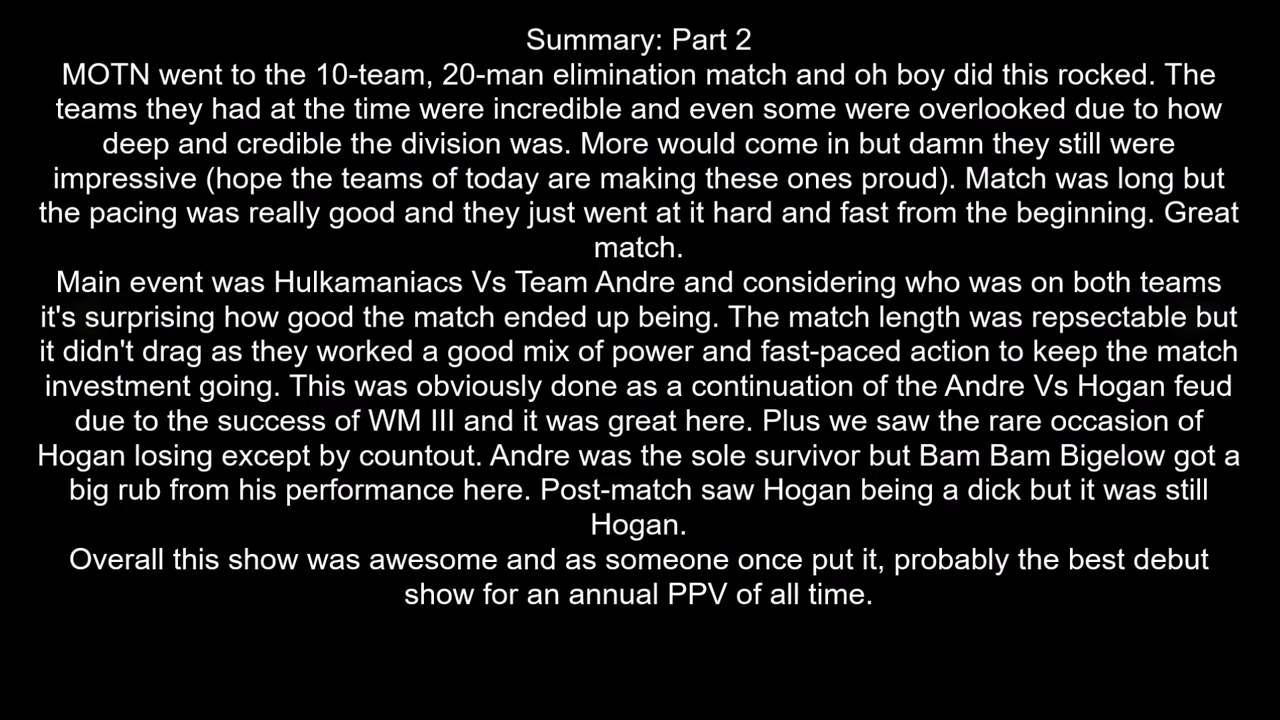 Summary: Part 2
MOTN went to the 10-team, 20-man elimination match and oh boy did this rocked. The
teams they had at the time were incredible and even some were overlooked due to how
deep and credible the division was. More would come in but damn they still were
impressive (hope the teams of today are making these ones proud). Match was long but
the pacing was really good and they just went at it hard and fast from the beginning. Great
match.
Main event was Hulkamaniacs Vs Team Andre and considering who was on both teams
it's surprising how good the match ended up being. The match length was repsectable but
it didn't drag as they worked a good mix of power and fast-paced action to keep the match
investment going. This was obviously done as a continuation of the Andre Vs Hogan feud
due to the success of WM III and it was great here. Plus we saw the rare occasion of
Hogan losing except by countout. Andre was the sole survivor but Bam Bam Bigelow got a
big rub from his performance here. Post-match saw Hogan being a dick but it was still
Hogan.
Overall this show was awesome and as someone once put it, probably the best debut
show for an annual PPV of all time.